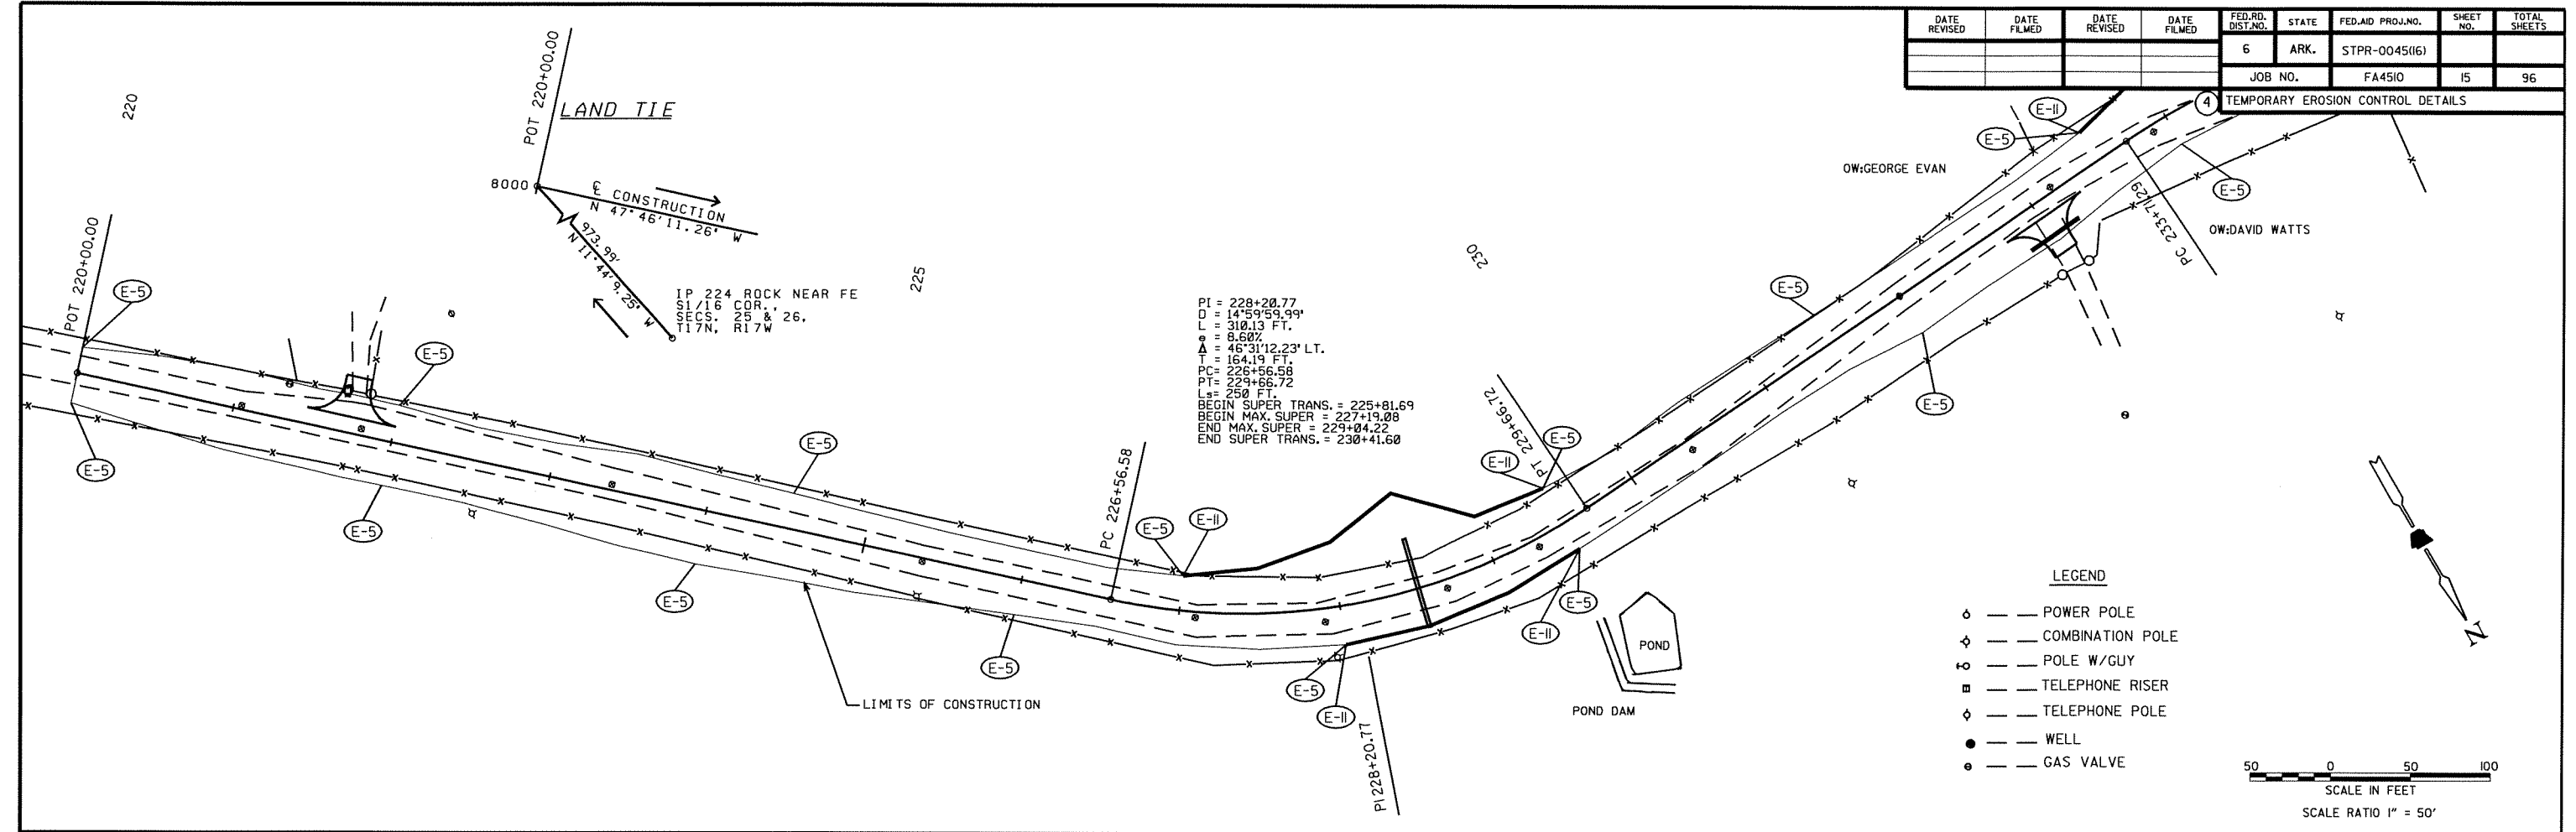 DATE REVISED
DATE FILMED
DATE REVISED
DATE FILMED
FED.RD. DIST.NO.
STATE
FED.AID PROJ.NO.
SHEET NO.
TOTAL SHEETS
6
ARK.
STPR-0045(16)
JOB NO.
FA4510
15
96
4
TEMPORARY EROSION CONTROL DETAILS
220
POT 220+00.00
LAND TIE
8000
℄ CONSTRUCTION
N 47°46'11.26" W
973.99'
N 11°44'9.25" W
IP 224 ROCK NEAR FE
S1/16 COR.,
SECS. 25 & 26,
T17N, R17W
225
230
POT 220+00.00
E-5
E-5
E-5
E-5
E-5
E-5
E-5
LIMITS OF CONSTRUCTION
PC 226+56.58
E-5
E-11
PI = 228+20.77
D = 14°59'59.99"
L = 310.13 FT.
e = 8.60%
Δ = 46°31'12.23" LT.
T = 164.19 FT.
PC= 226+56.58
PT= 229+66.72
Ls= 250 FT.
BEGIN SUPER TRANS. = 225+81.69
BEGIN MAX. SUPER = 227+19.08
END MAX. SUPER = 229+04.22
END SUPER TRANS. = 230+41.60
PT 229+66.72
E-11
E-5
E-5
E-11
PI 228+20.77
E-11
E-5
POND
POND DAM
E-5
E-5
E-11
E-5
OW:GEORGE EVAN
E-5
OW:DAVID WATTS
PC 233+71.29
N
LEGEND
POWER POLE
COMBINATION POLE
POLE W/GUY
TELEPHONE RISER
TELEPHONE POLE
WELL
GAS VALVE
50 0 50 100
SCALE IN FEET
SCALE RATIO 1" = 50'